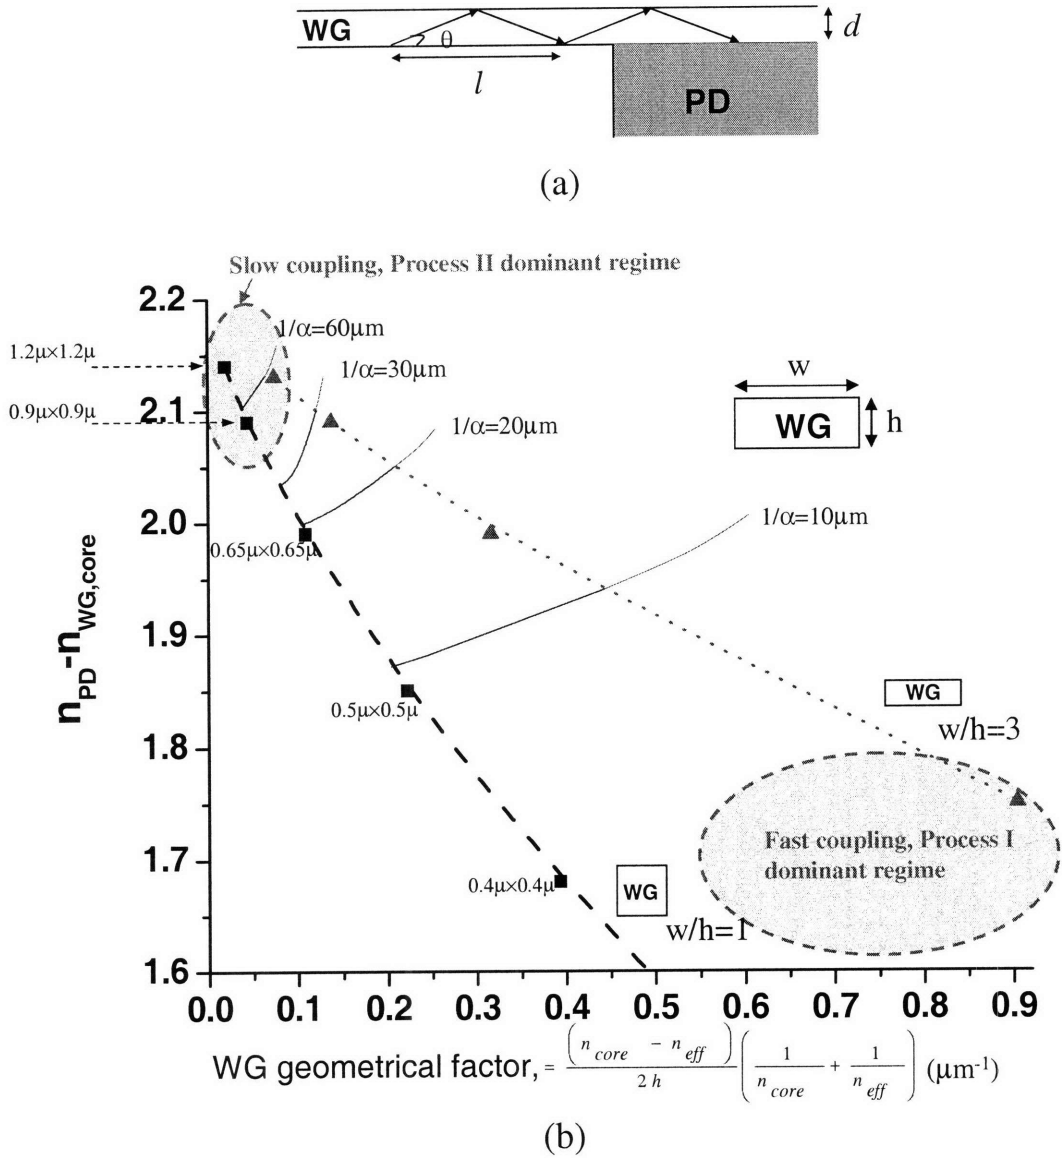 WG
θ
d
l
PD
(a)
Slow coupling, Process II dominant regime
2.2
1/α=60μm
1.2μ×1.2μ
1/α=30μm
w
2.1
0.9μ×0.9μ
1/α=20μm
WG
h
2.0
1/α=10μm
0.65μ×0.65μ
1.9
n_PD-n_WG,core
WG
0.5μ×0.5μ
w/h=3
1.8
Fast coupling, Process I
dominant regime
1.7
0.4μ×0.4μ
WG
w/h=1
1.6
0.0 0.1 0.2 0.3 0.4 0.5 0.6 0.7 0.8 0.9
WG geometrical factor, = (n_core - n_eff)/2h (1/n_core + 1/n_eff) (μm⁻¹)
(b)